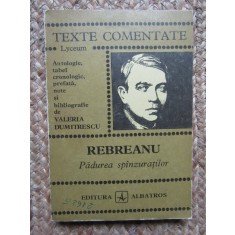 TEXTE COMENTATE
Lyceum
Antologie,
tabel
cronologic,
prefață,
note
și
bibliografie
de
VALERIA
DUMITRESCU
REBREANU
Pădurea spînzuraților
EDITURA ALBATROS